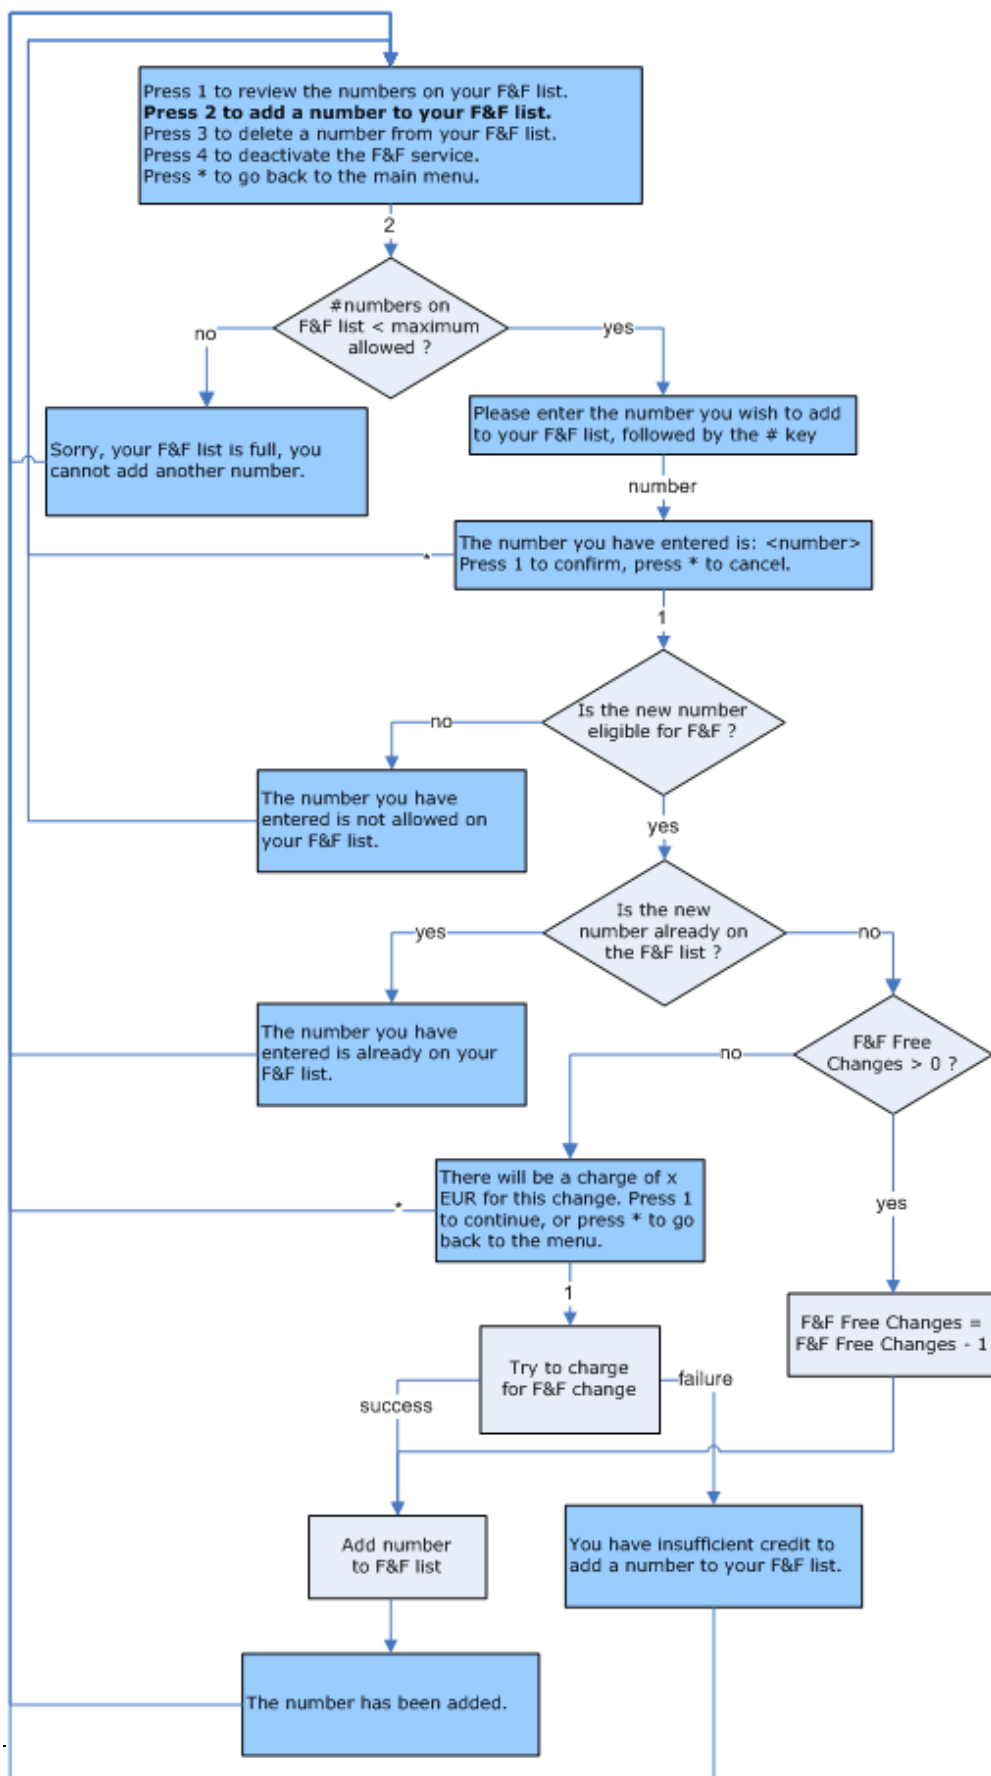 Press 1 to review the numbers on your F&F list.
Press 2 to add a number to your F&F list.
Press 3 to delete a number from your F&F list.
Press 4 to deactivate the F&F service.
Press * to go back to the main menu.
2
#numbers on
F&F list < maximum
allowed ?
no
yes
Sorry, your F&F list is full, you
cannot add another number.
Please enter the number you wish to add
to your F&F list, followed by the # key
number
The number you have entered is: <number>
Press 1 to confirm, press * to cancel.
*
1
Is the new number
eligible for F&F ?
no
The number you have
entered is not allowed on
your F&F list.
yes
Is the new
number already on
the F&F list ?
yes
no
The number you have
entered is already on your
F&F list.
F&F Free
Changes > 0 ?
no
There will be a charge of x
EUR for this change. Press 1
to continue, or press * to go
back to the menu.
*
yes
1
F&F Free Changes =
F&F Free Changes - 1
Try to charge
for F&F change
failure
success
Add number
to F&F list
You have insufficient credit to
add a number to your F&F list.
The number has been added.